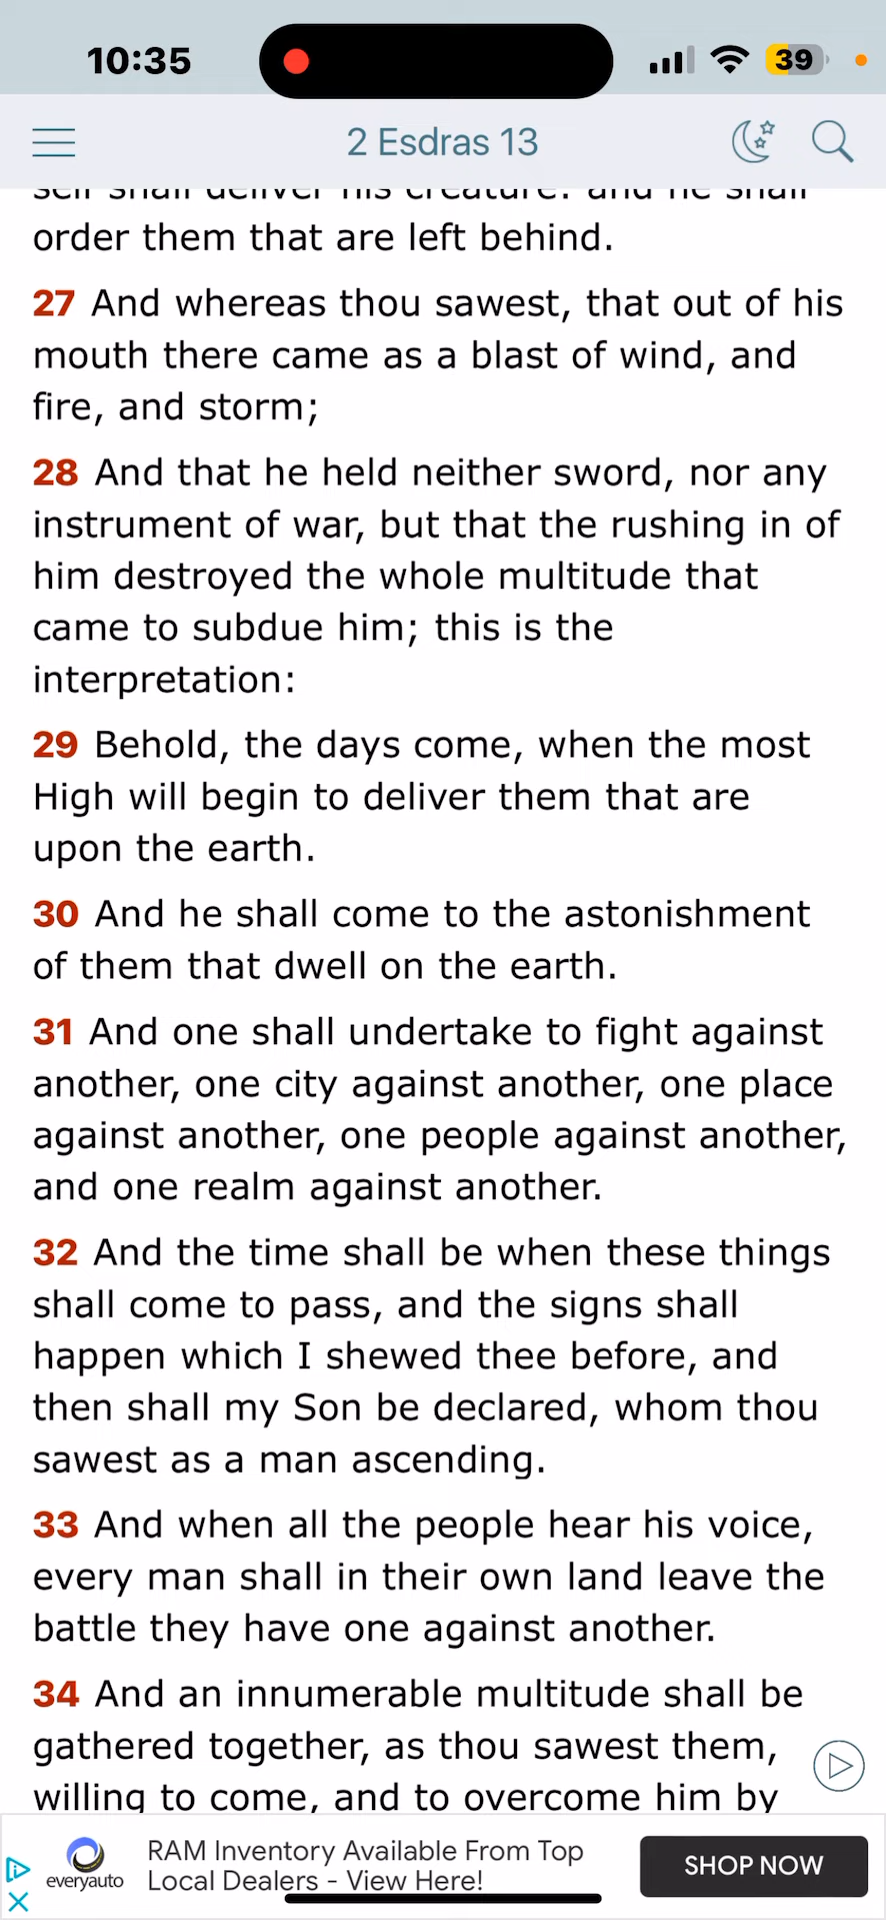 10:35
39
2 Esdras 13
self shall deliver his creature: and he shall
order them that are left behind.
27 And whereas thou sawest, that out of his
mouth there came as a blast of wind, and
fire, and storm;
28 And that he held neither sword, nor any
instrument of war, but that the rushing in of
him destroyed the whole multitude that
came to subdue him; this is the
interpretation:
29 Behold, the days come, when the most
High will begin to deliver them that are
upon the earth.
30 And he shall come to the astonishment
of them that dwell on the earth.
31 And one shall undertake to fight against
another, one city against another, one place
against another, one people against another,
and one realm against another.
32 And the time shall be when these things
shall come to pass, and the signs shall
happen which I shewed thee before, and
then shall my Son be declared, whom thou
sawest as a man ascending.
33 And when all the people hear his voice,
every man shall in their own land leave the
battle they have one against another.
34 And an innumerable multitude shall be
gathered together, as thou sawest them,
willing to come, and to overcome him by
everyauto
RAM Inventory Available From Top
Local Dealers - View Here!
SHOP NOW